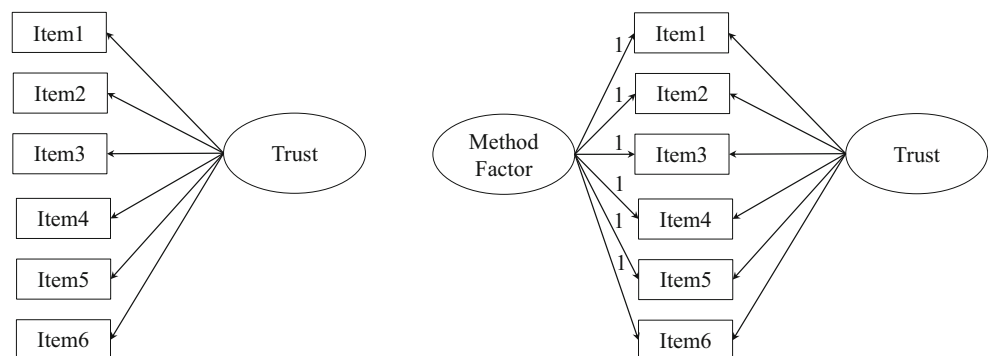 Item1
Item2
Item3
Item4
Item5
Item6
Trust
Method
Factor
1
1
1
1
1
1
Item1
Item2
Item3
Item4
Item5
Item6
Trust